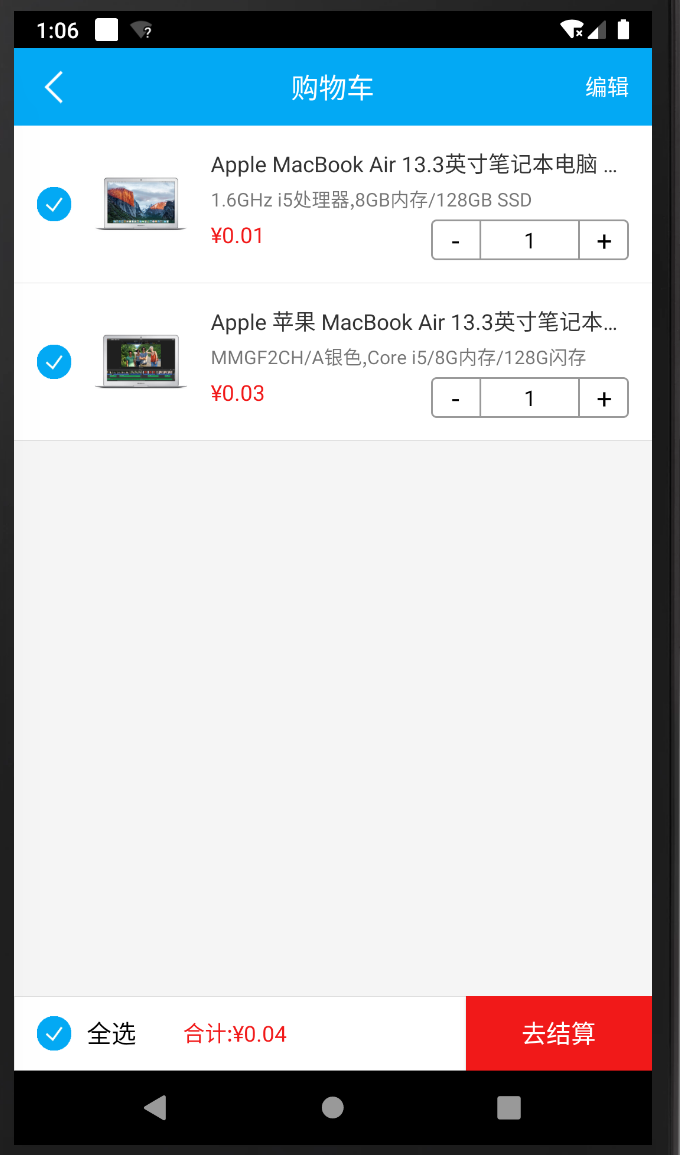 1:06
购物车
编辑
Apple MacBook Air 13.3英寸笔记本电脑 ...
1.6GHz i5处理器,8GB内存/128GB SSD
¥0.01
- 1 +
Apple 苹果 MacBook Air 13.3英寸笔记本...
MMGF2CH/A银色,Core i5/8G内存/128G闪存
¥0.03
- 1 +
全选
合计:¥0.04
去结算